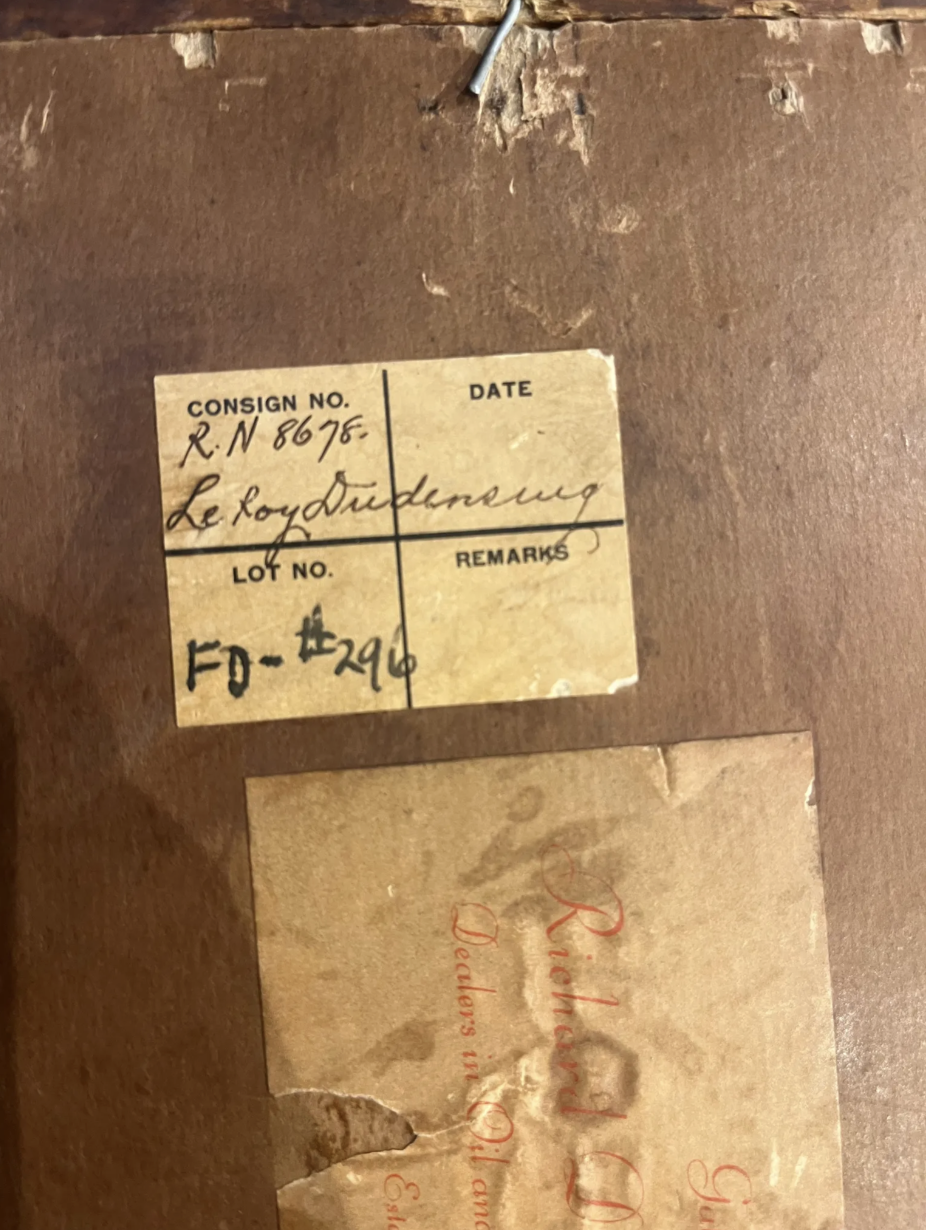 CONSIGN NO.
R.N 8678.
DATE
Le Roy Dudensing
LOT NO.
FD-#296
REMARKS
Richard D
Dealers in Oil and